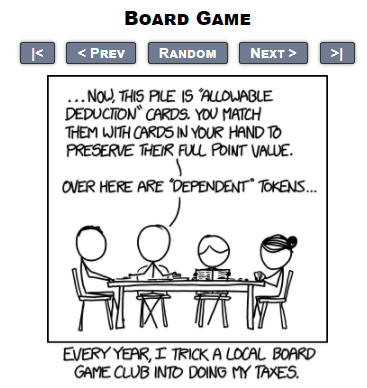 Board Game
|< < Prev Random Next > >|
...NOW, THIS PILE IS "ALLOWABLE
DEDUCTION" CARDS. YOU MATCH
THEM WITH CARDS IN YOUR HAND TO
PRESERVE THEIR FULL POINT VALUE.
OVER HERE ARE "DEPENDENT" TOKENS...
EVERY YEAR, I TRICK A LOCAL BOARD
GAME CLUB INTO DOING MY TAXES.